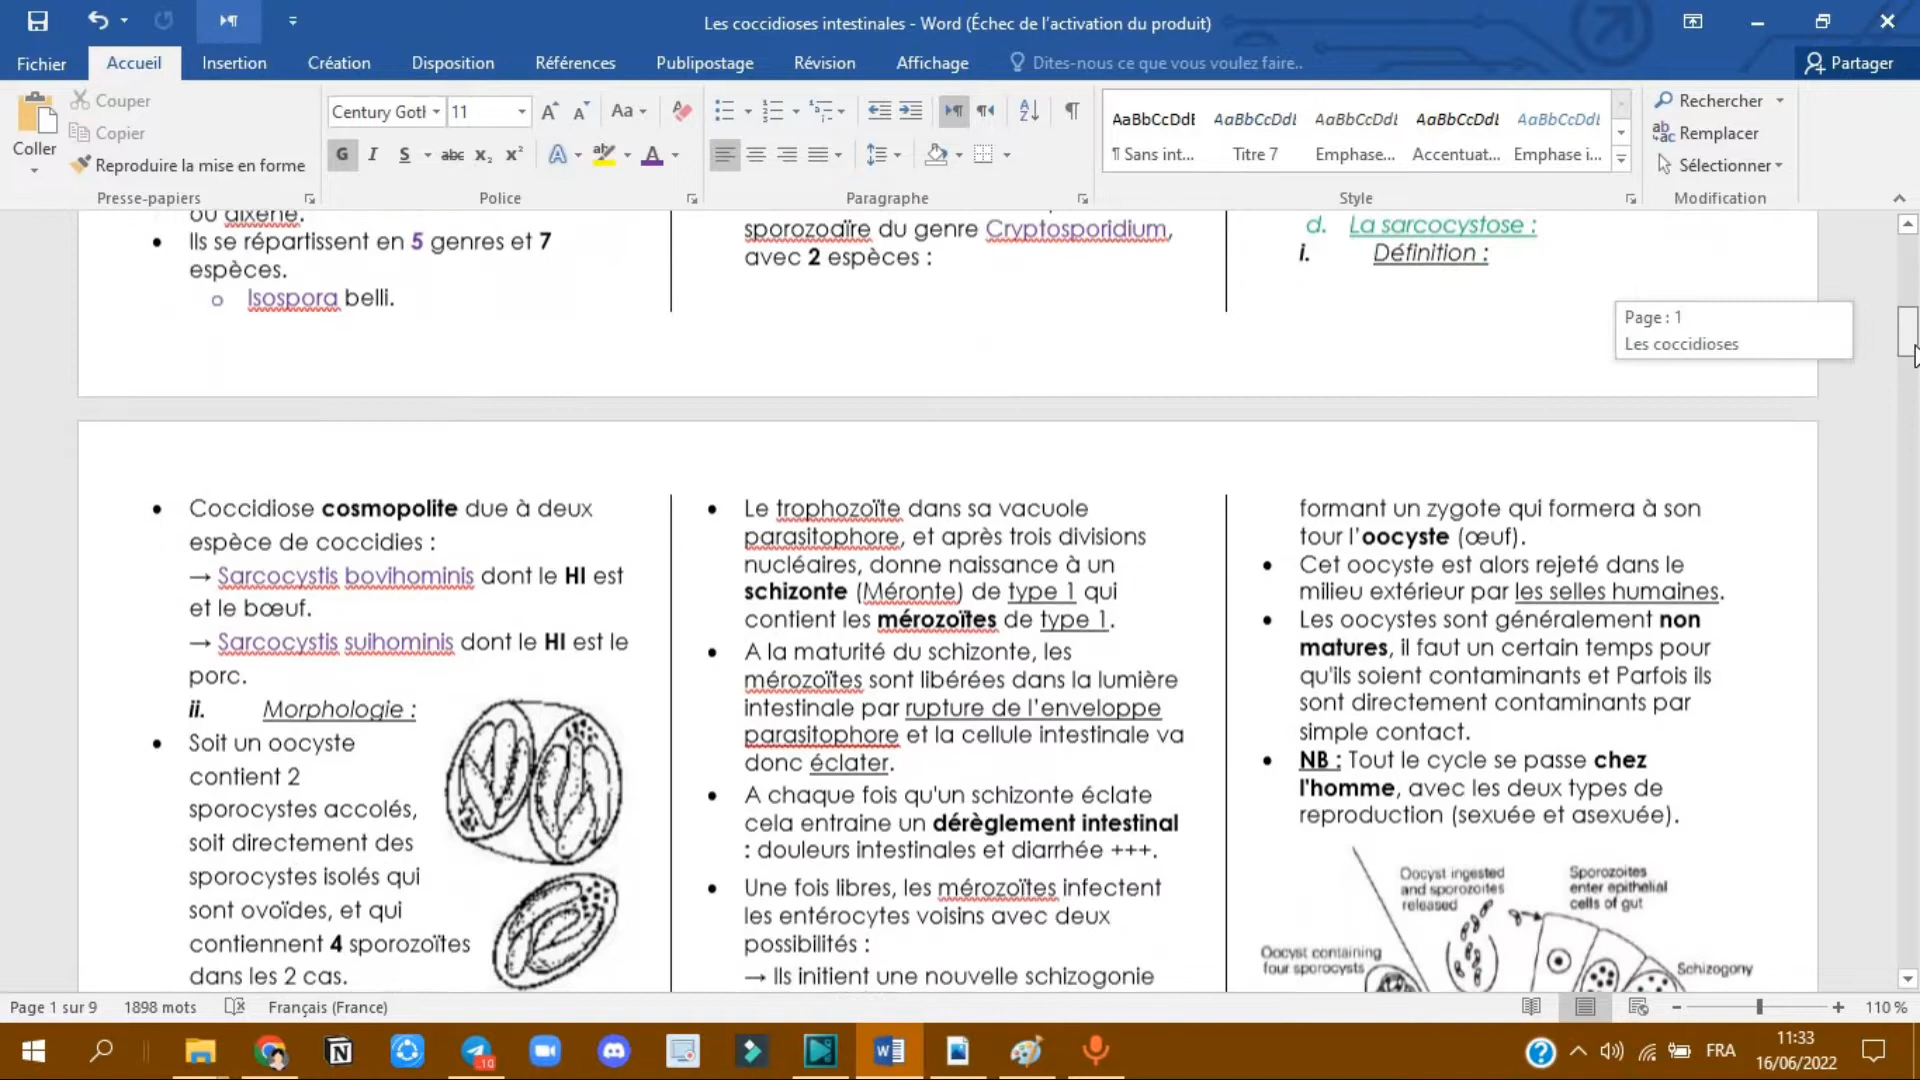 Les coccidioses intestinales - Word (Échec de l'activation du produit)
Fichier
Accueil
Insertion
Création
Disposition
Références
Publipostage
Révision
Affichage
Dites-nous ce que vous voulez faire..
Partager
Coller
Couper
Copier
Reproduire la mise en forme
Presse-papiers
11
Aa
G I S abc x₂ x²
Police
Paragraphe
AaBbCcDdE AaBbCcDdL AaBbCcDdL AaBbCcDdL AaBbCcDdL
¶ Sans int... Titre 7 Emphase... Accentuat... Emphase i...
Style
Rechercher
Remplacer
Sélectionner
Modification
ou dixène.
• Ils se répartissent en 5 genres et 7
espèces.
o Isospora belli.
sporozoaïre du genre Cryptosporidium,
avec 2 espèces :
d. La sarcocystose :
i. Définition :
Page : 1
Les coccidioses
• Coccidiose cosmopolite due à deux
espèce de coccidies :
→ Sarcocystis bovihominis dont le HI est
et le bœuf.
→ Sarcocystis suihominis dont le HI est le
porc.
ii. Morphologie :
• Soit un oocyste
contient 2
sporocystes accolés,
soit directement des
sporocystes isolés qui
sont ovoïdes, et qui
contiennent 4 sporozoïtes
dans les 2 cas.
• Le trophozoïte dans sa vacuole
parasitophore, et après trois divisions
nucléaires, donne naissance à un
schizonte (Méronte) de type 1 qui
contient les mérozoïtes de type 1.
• A la maturité du schizonte, les
mérozoïtes sont libérées dans la lumière
intestinale par rupture de l'enveloppe
parasitophore et la cellule intestinale va
donc éclater.
• A chaque fois qu'un schizonte éclate
cela entraine un dérèglement intestinal
: douleurs intestinales et diarrhée +++.
• Une fois libres, les mérozoïtes infectent
les entérocytes voisins avec deux
possibilités :
→ Ils initient une nouvelle schizogonie
formant un zygote qui formera à son
tour l'oocyste (œuf).
• Cet oocyste est alors rejeté dans le
milieu extérieur par les selles humaines.
• Les oocystes sont généralement non
matures, il faut un certain temps pour
qu'ils soient contaminants et Parfois ils
sont directement contaminants par
simple contact.
• NB : Tout le cycle se passe chez
l'homme, avec les deux types de
reproduction (sexuée et asexuée).
Oocyst ingested
and sporozoites
released
Sporozoites
enter epithelial
cells of gut
Oocyst containing
four sporocysts
Schizogony
Page 1 sur 9
1898 mots
Français (France)
110 %
10
FRA
11:33
16/06/2022